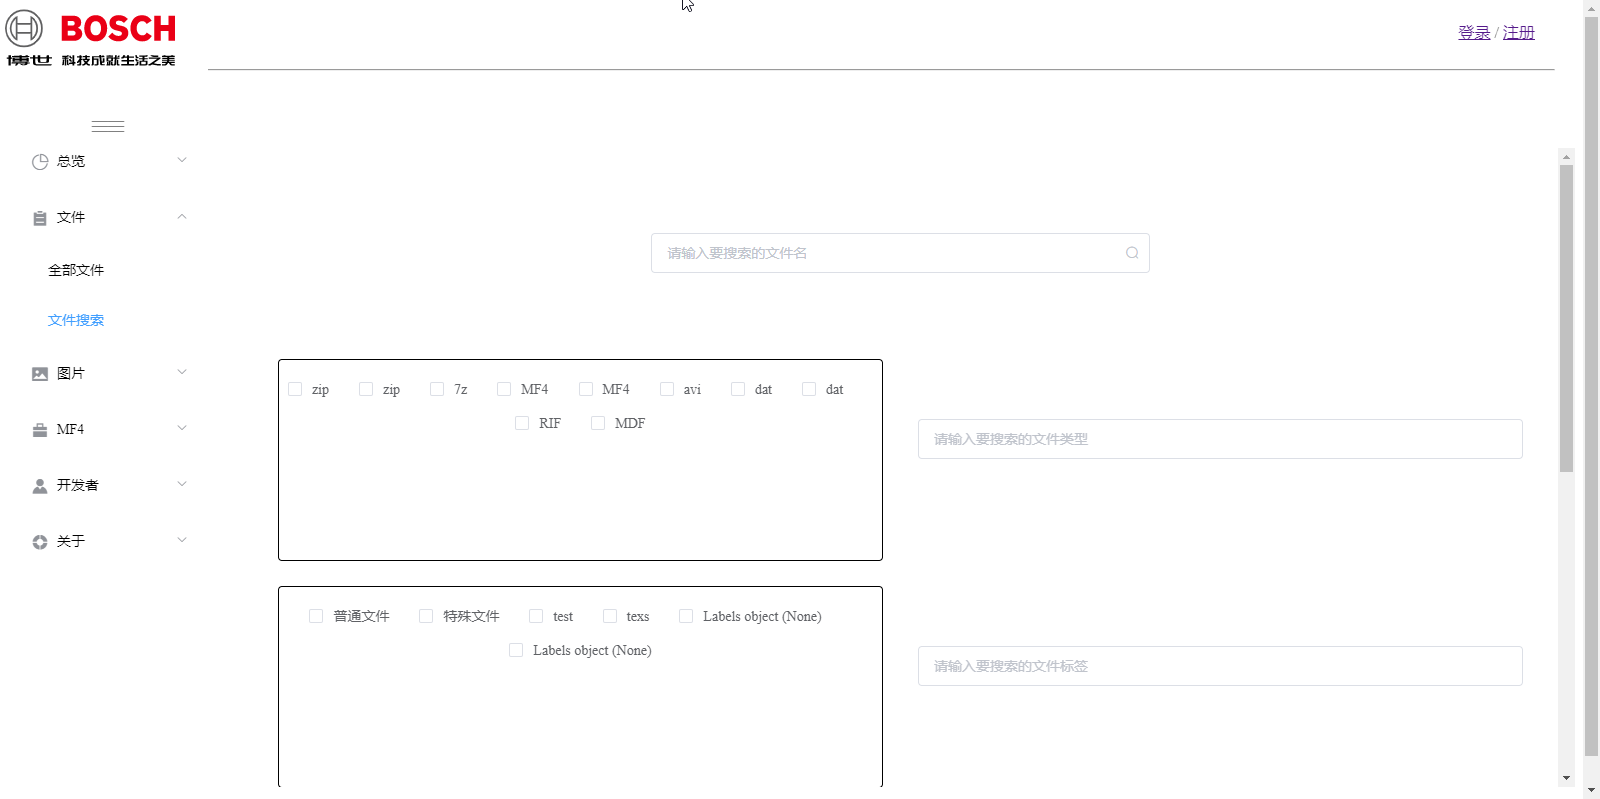 BOSCH
博世 科技成就生活之美
登录 / 注册
总览
文件
全部文件
文件搜索
图片
MF4
开发者
关于
请输入要搜索的文件名
zip zip 7z MF4 MF4 avi dat dat
RIF MDF
请输入要搜索的文件类型
普通文件 特殊文件 test texs Labels object (None)
Labels object (None)
请输入要搜索的文件标签